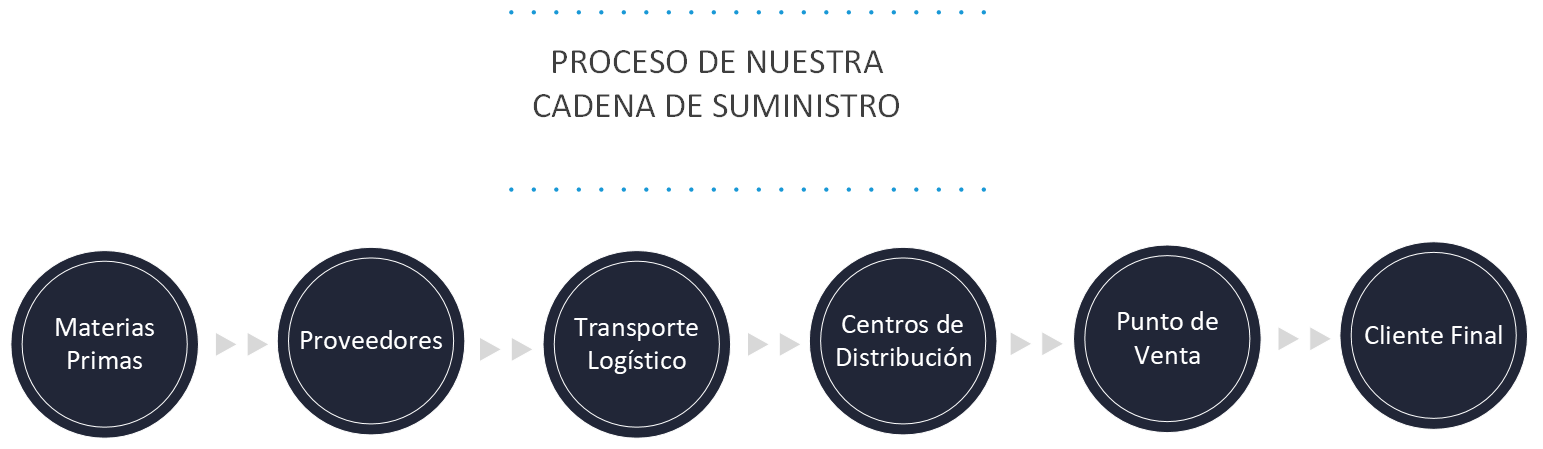 PROCESO DE NUESTRA
CADENA DE SUMINISTRO
Materias
Primas
Proveedores
Transporte
Logístico
Centros de
Distribución
Punto de
Venta
Cliente Final